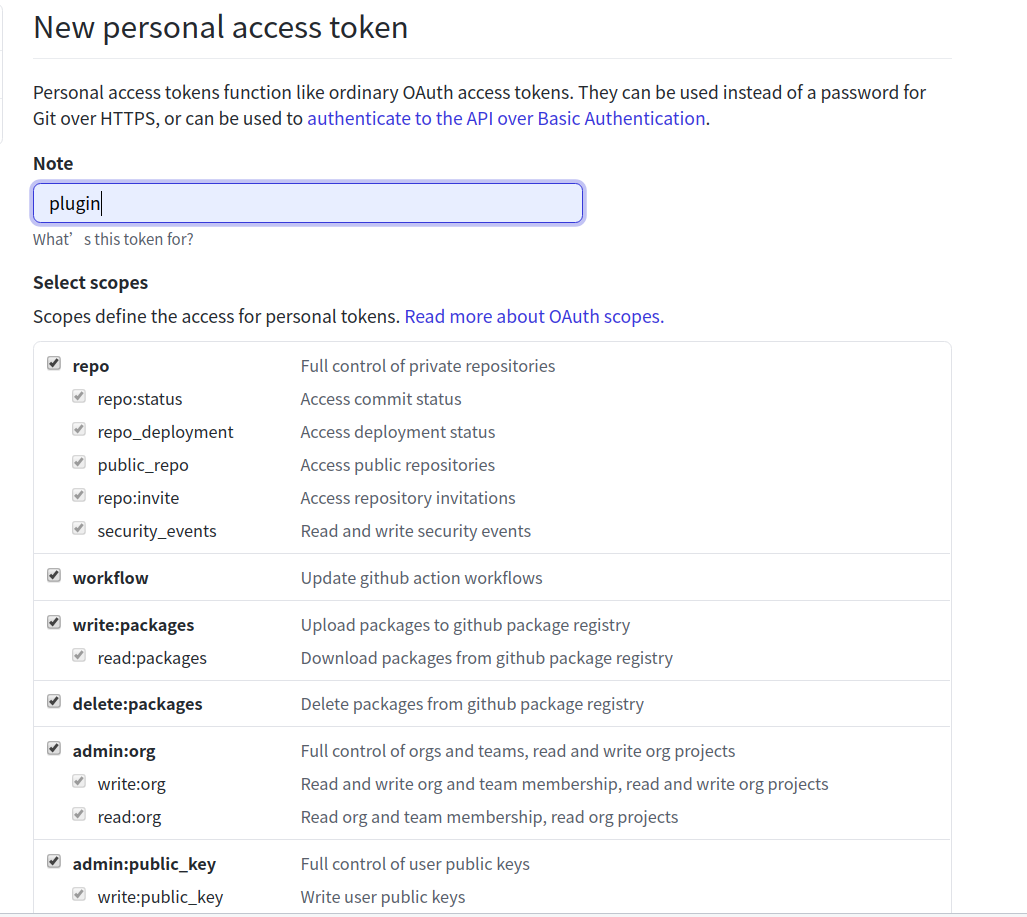 New personal access token
Personal access tokens function like ordinary OAuth access tokens. They can be used instead of a password for
Git over HTTPS, or can be used to authenticate to the API over Basic Authentication.
Note
plugin
What’s this token for?
Select scopes
Scopes define the access for personal tokens. Read more about OAuth scopes.
repo Full control of private repositories
repo:status Access commit status
repo_deployment Access deployment status
public_repo Access public repositories
repo:invite Access repository invitations
security_events Read and write security events
workflow Update github action workflows
write:packages Upload packages to github package registry
read:packages Download packages from github package registry
delete:packages Delete packages from github package registry
admin:org Full control of orgs and teams, read and write org projects
write:org Read and write org and team membership, read and write org projects
read:org Read org and team membership, read org projects
admin:public_key Full control of user public keys
write:public_key Write user public keys